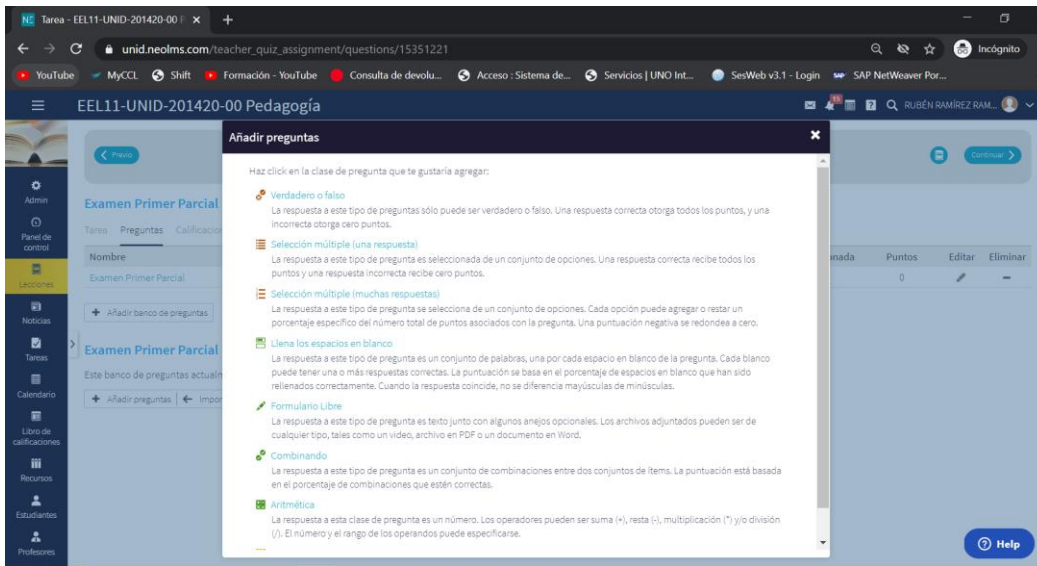 NE Tarea - EEL11-UNID-201420-00 P
unid.neolms.com/teacher_quiz_assignment/questions/15351221
Incógnito
YouTube MyCCL Shift Formación - YouTube Consulta de devolu... Acceso : Sistema de... Servicios | UNO Int... SesWeb v3.1 - Login SAP NetWeaver Por...
EEL11-UNID-201420-00 Pedagogía
15
RUBÉN RAMÍREZ RAM...
Admin
Panel de
control
Lecciones
Noticias
Tareas
Calendario
Libro de
calificaciones
Recursos
Estudiantes
Profesores
Previo
Continuar
Examen Primer Parcial
Tarea Preguntas Calificacion
Nombre
onada Puntos Editar Eliminar
Examen Primer Parcial
0
Añadir banco de preguntas
Examen Primer Parcial
Este banco de preguntas actualm
Añadir preguntas Impor
Añadir preguntas
Haz click en la clase de pregunta que te gustaría agregar:
Verdadero o falso
La respuesta a este tipo de preguntas sólo puede ser verdadero o falso. Una respuesta correcta otorga todos los puntos, y una
incorrecta otorga cero puntos.
Selección múltiple (una respuesta)
La respuesta a este tipo de pregunta es seleccionada de un conjunto de opciones. Una respuesta correcta recibe todos los
puntos y una respuesta incorrecta recibe cero puntos.
Selección múltiple (muchas respuestas)
La respuesta a este tipo de pregunta se selecciona de un conjunto de opciones. Cada opción puede agregar o restar un
porcentaje específico del número total de puntos asociados con la pregunta. Una puntuación negativa se redondea a cero.
Llena los espacios en blanco
La respuesta a este tipo de pregunta es un conjunto de palabras, una por cada espacio en blanco de la pregunta. Cada blanco
puede tener una o más respuestas correctas. La puntuación se basa en el porcentaje de espacios en blanco que han sido
rellenados correctamente. Cuando la respuesta coincide, no se diferencia mayúsculas de minúsculas.
Formulario Libre
La respuesta a este tipo de pregunta es texto junto con algunos anejos opcionales. Los archivos adjuntados pueden ser de
cualquier tipo, tales como un video, archivo en PDF o un documento en Word.
Combinando
La respuesta a este tipo de pregunta es un conjunto de combinaciones entre dos conjuntos de ítems. La puntuación está basada
en el porcentaje de combinaciones que estén correctas.
Aritmética
La respuesta a esta clase de pregunta es un número. Los operadores pueden ser suma (+), resta (-), multiplicación (*) y/o división
(/). El número y el rango de los operandos puede especificarse.
Help